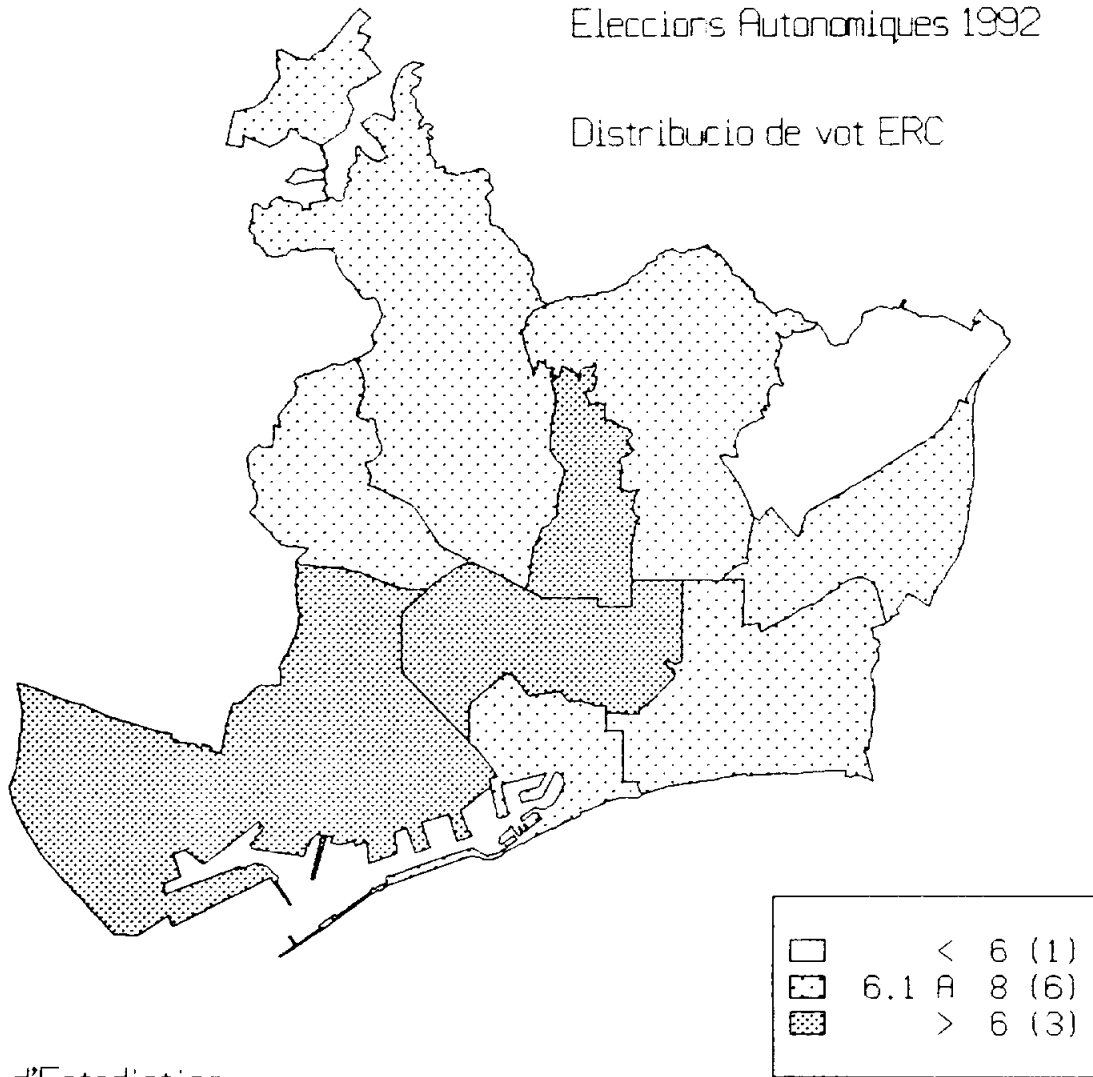 Eleccions Autonomiques 1992
Distribucio de vot ERC
< 6 (1)
6.1 A 8 (6)
> 6 (3)